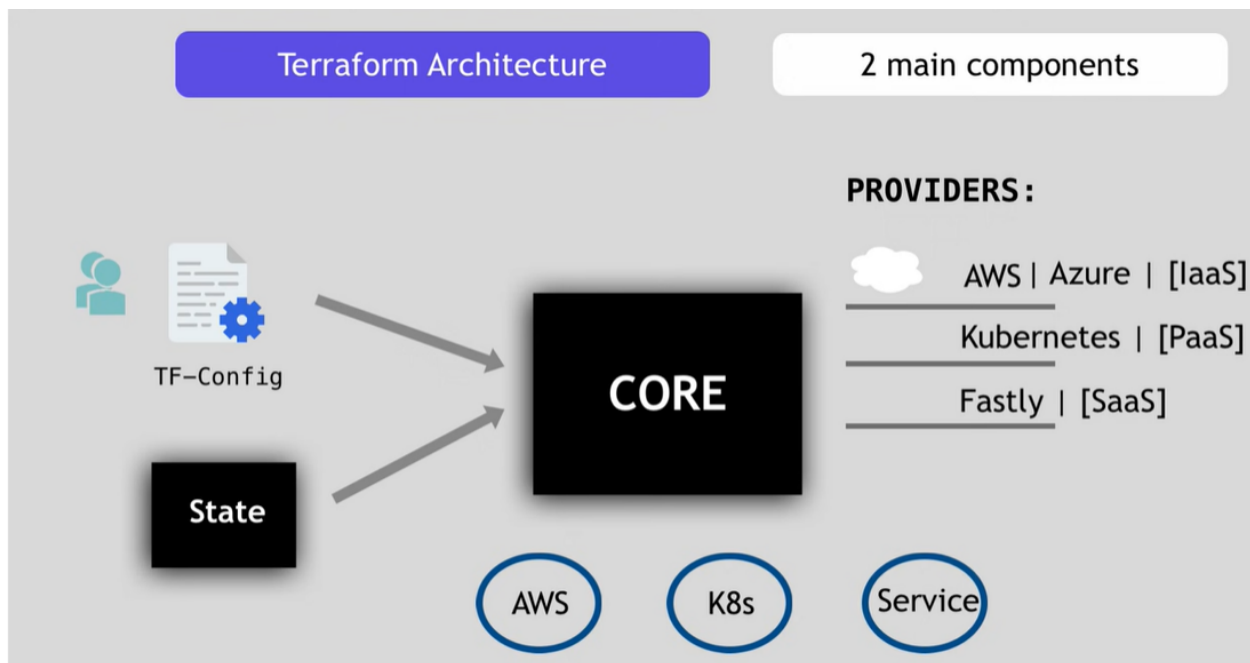 Terraform Architecture
2 main components
PROVIDERS:
AWS | Azure | [IaaS]
Kubernetes | [PaaS]
Fastly | [SaaS]
TF-Config
CORE
State
AWS
K8s
Service